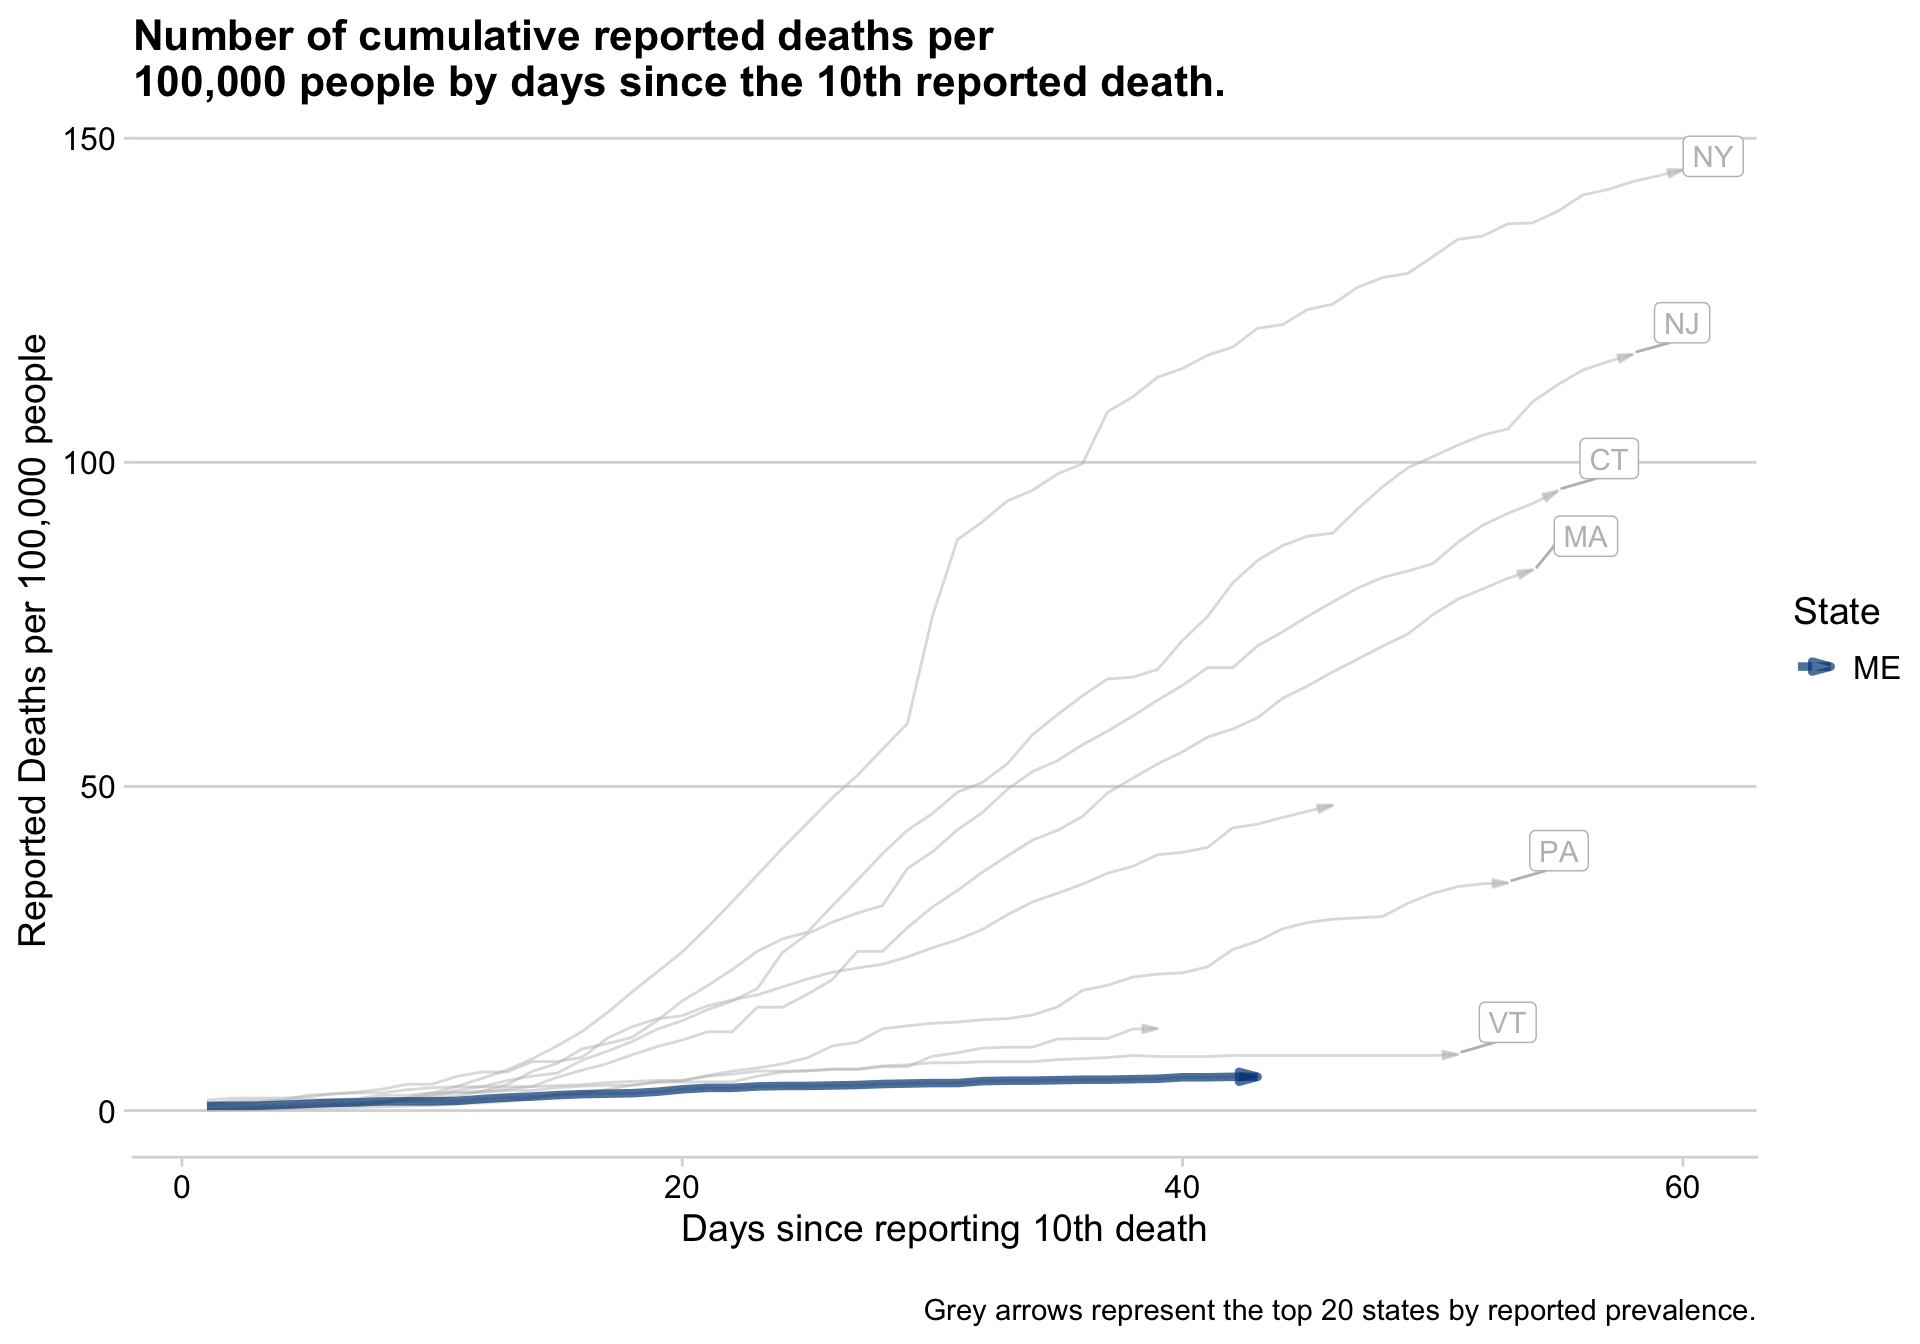 Number of cumulative reported deaths per
100,000 people by days since the 10th reported death.
Reported Deaths per 100,000 people
150
100
50
0
NY
NJ
CT
MA
PA
VT
State
ME
0
20
40
60
Days since reporting 10th death
Grey arrows represent the top 20 states by reported prevalence.